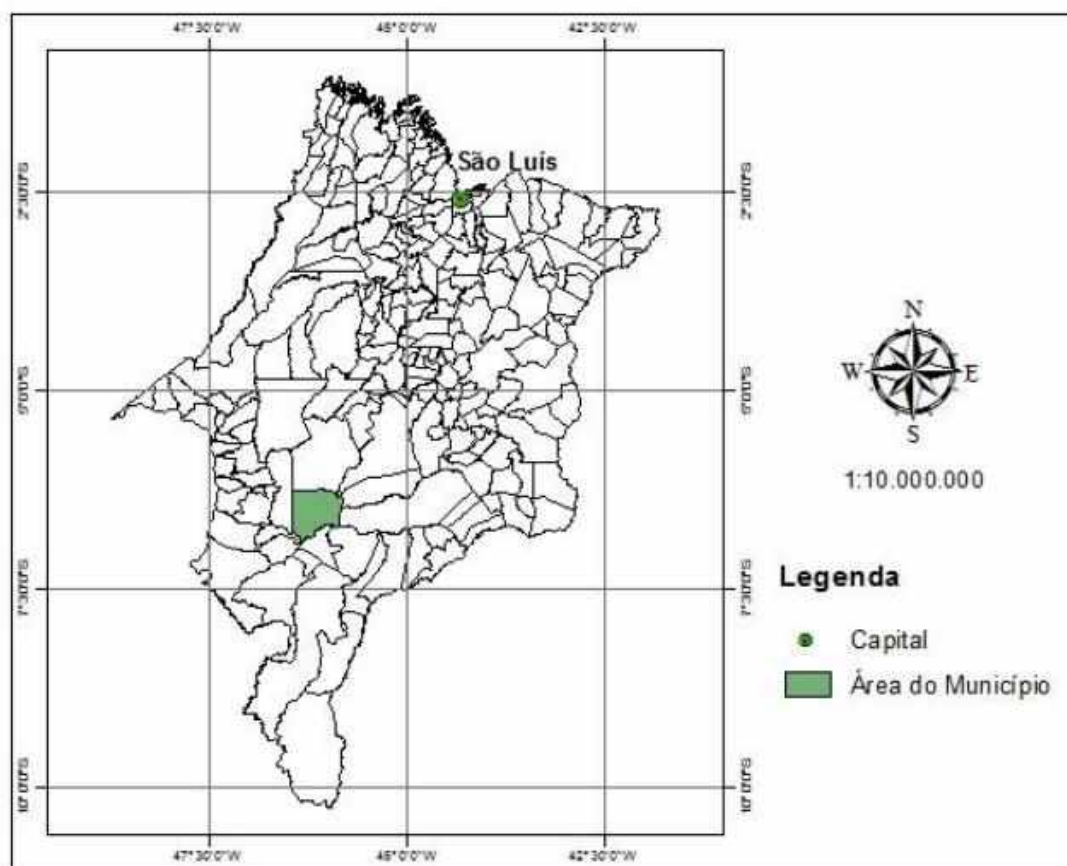 47°30'0"W 45°0'0"W 42°30'0"W
São Luís
2°30'0"S 2°30'0"S
N
W E
S
5°0'0"S 5°0'0"S
1:10.000.000
Legenda
7°30'0"S 7°30'0"S
Capital
Área do Município
10°0'0"S 10°0'0"S
47°30'0"W 45°0'0"W 42°30'0"W